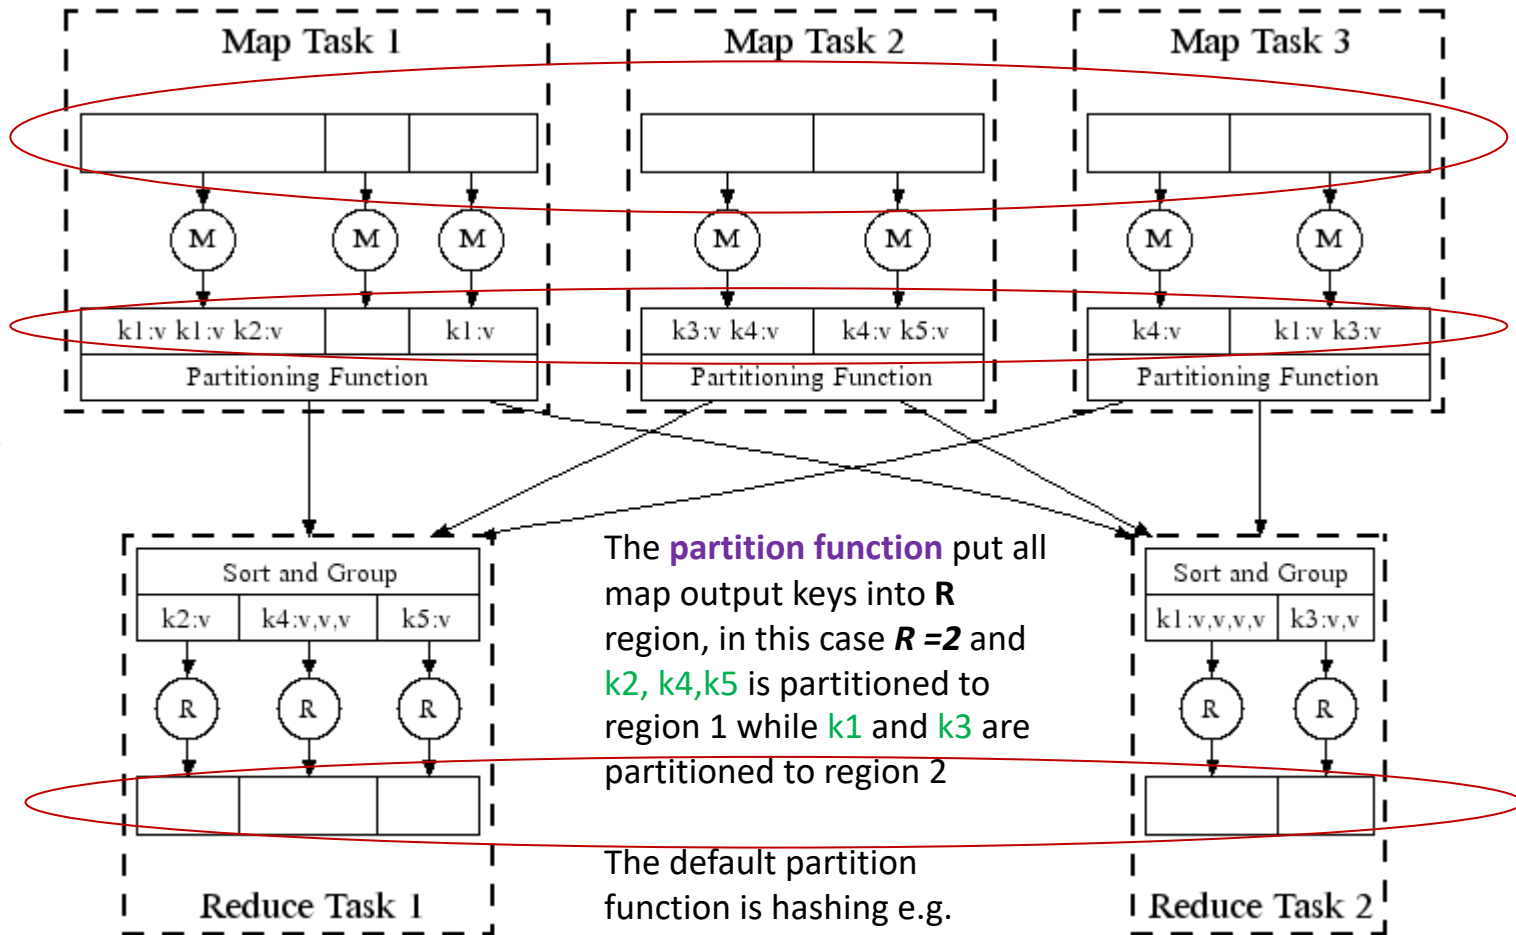 Map Task 1 Map Task 2 Map Task 3
M M M M M M M
k1:v k1:v k2:v k1:v k3:v k4:v k4:v k5:v k4:v k1:v k3:v
Partitioning Function Partitioning Function Partitioning Function
Sort and Group
k2:v k4:v,v,v k5:v
R R R
Reduce Task 1
The partition function put all
map output keys into R
region, in this case R =2 and
k2, k4,k5 is partitioned to
region 1 while k1 and k3 are
partitioned to region 2
The default partition
function is hashing e.g.
Sort and Group
k1:v,v,v,v k3:v,v
R R
Reduce Task 2